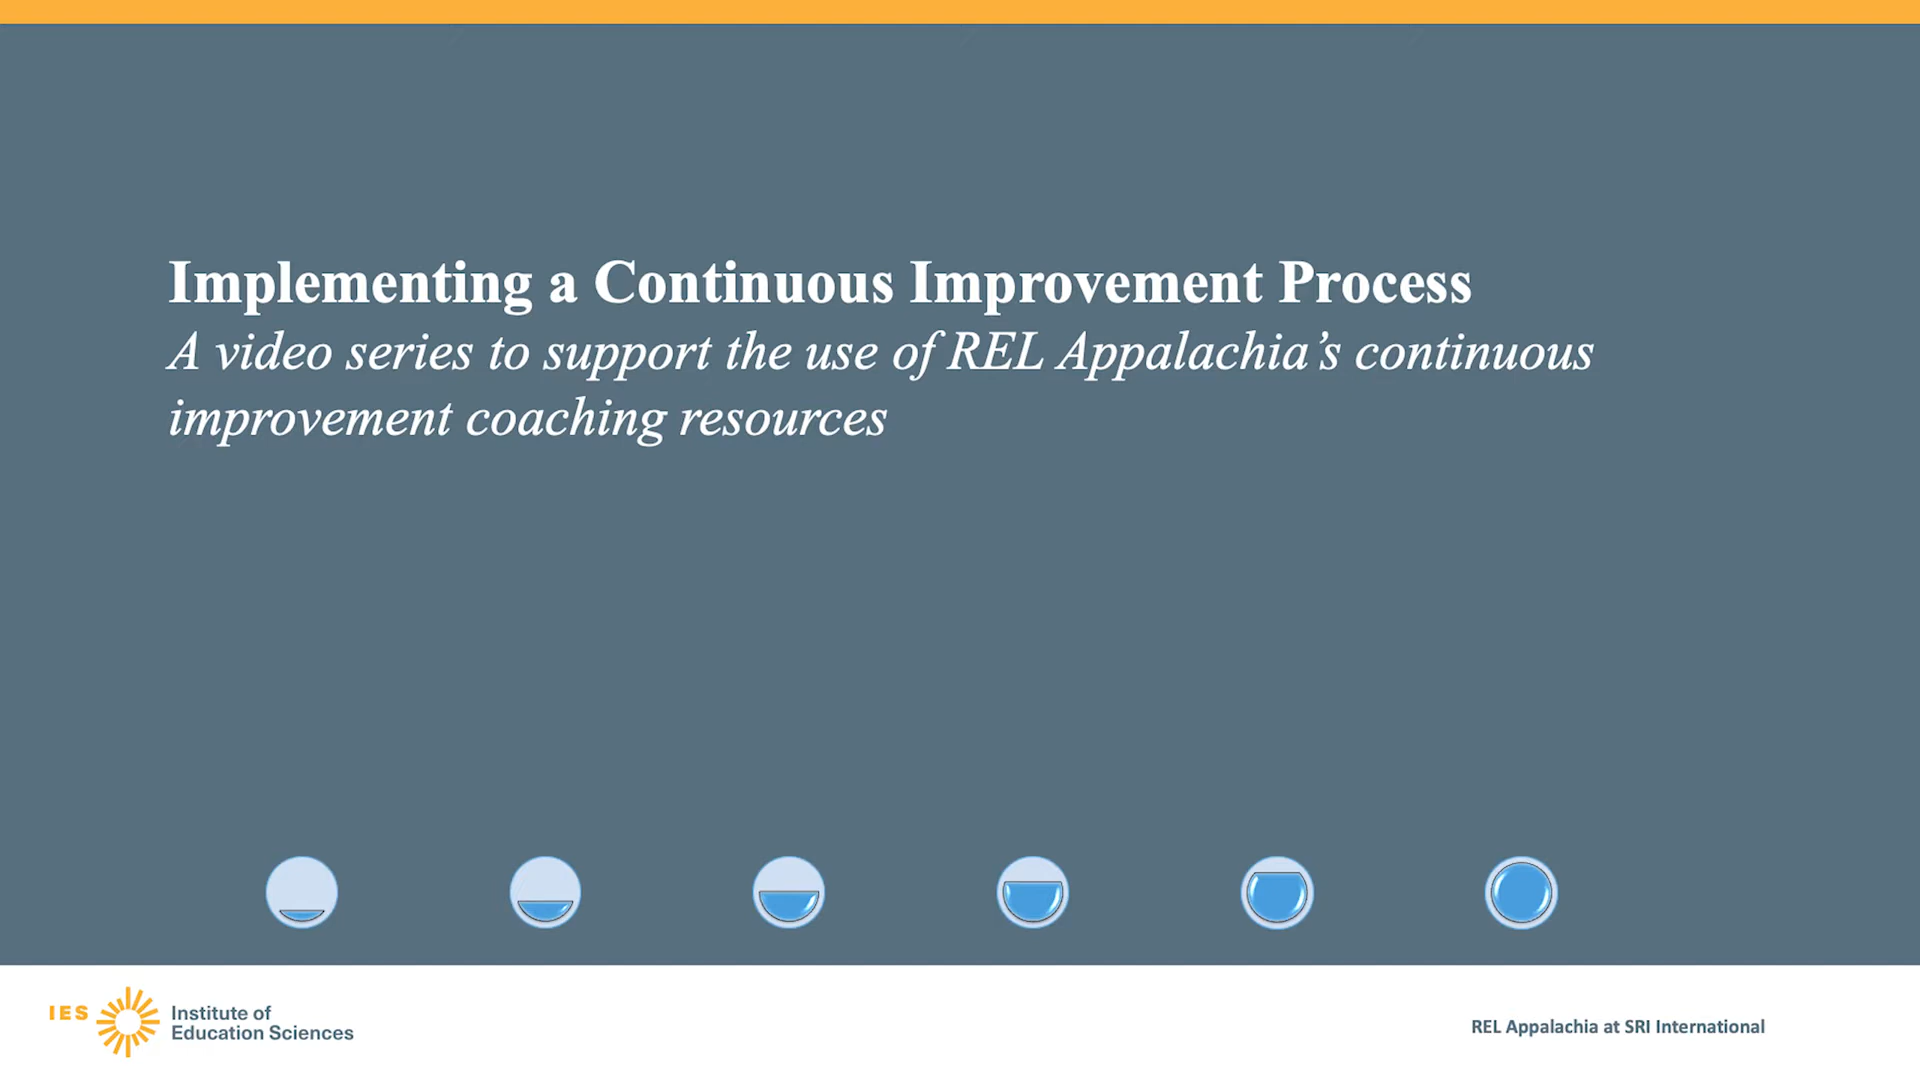 Implementing a Continuous Improvement Process
A video series to support the use of REL Appalachia’s continuous
improvement coaching resources
IES
Institute of
Education Sciences
REL Appalachia at SRI International